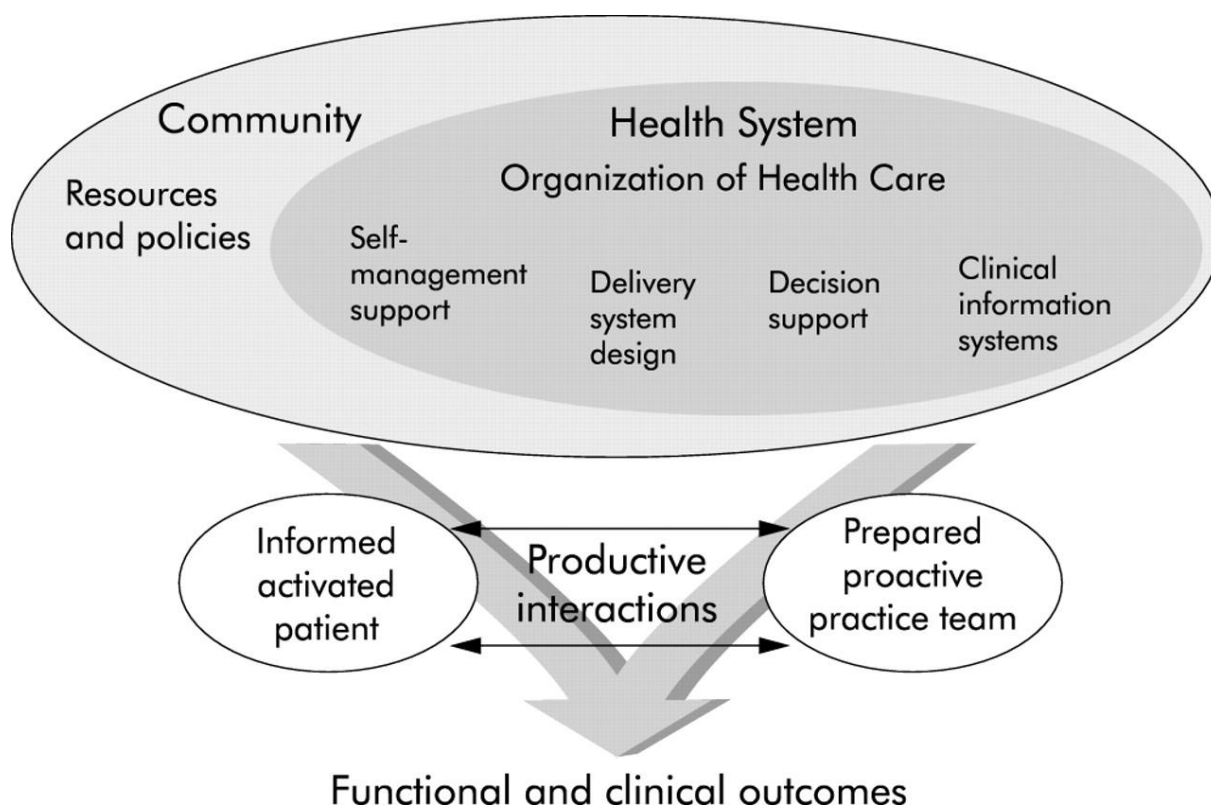 Community
Resources
and policies
Health System
Organization of Health Care
Self-
management
support
Delivery
system
design
Decision
support
Clinical
information
systems
Informed
activated
patient
Productive
interactions
Prepared
proactive
practice team
Functional and clinical outcomes